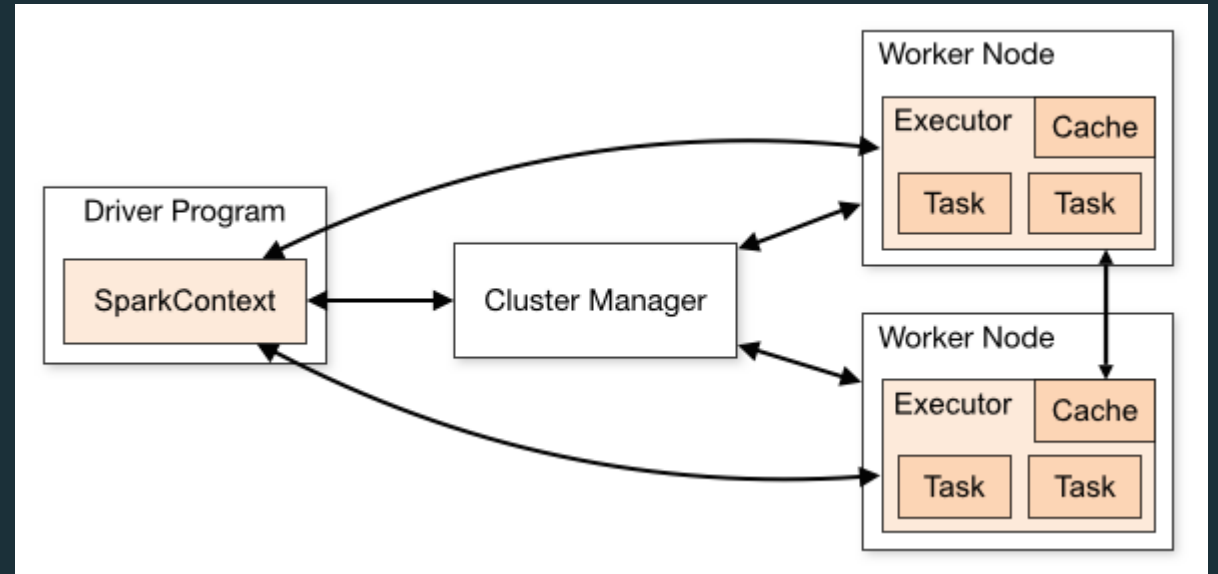 Driver Program
SparkContext
Cluster Manager
Worker Node
Executor
Cache
Task
Task
Worker Node
Executor
Cache
Task
Task